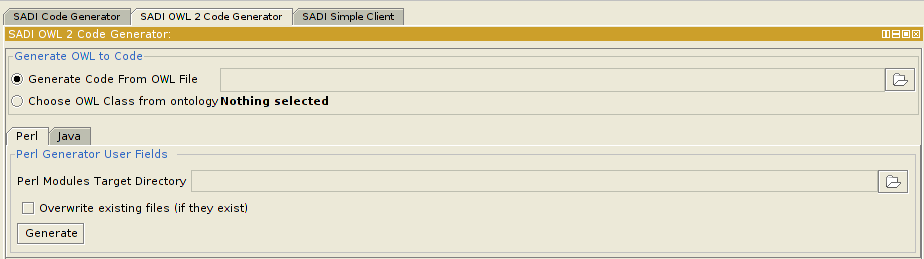 SADI Code Generator SADI OWL 2 Code Generator SADI Simple Client
SADI OWL 2 Code Generator:
Generate OWL to Code
Generate Code From OWL File
Choose OWL Class from ontology Nothing selected
Perl Java
Perl Generator User Fields
Perl Modules Target Directory
Overwrite existing files (if they exist)
Generate